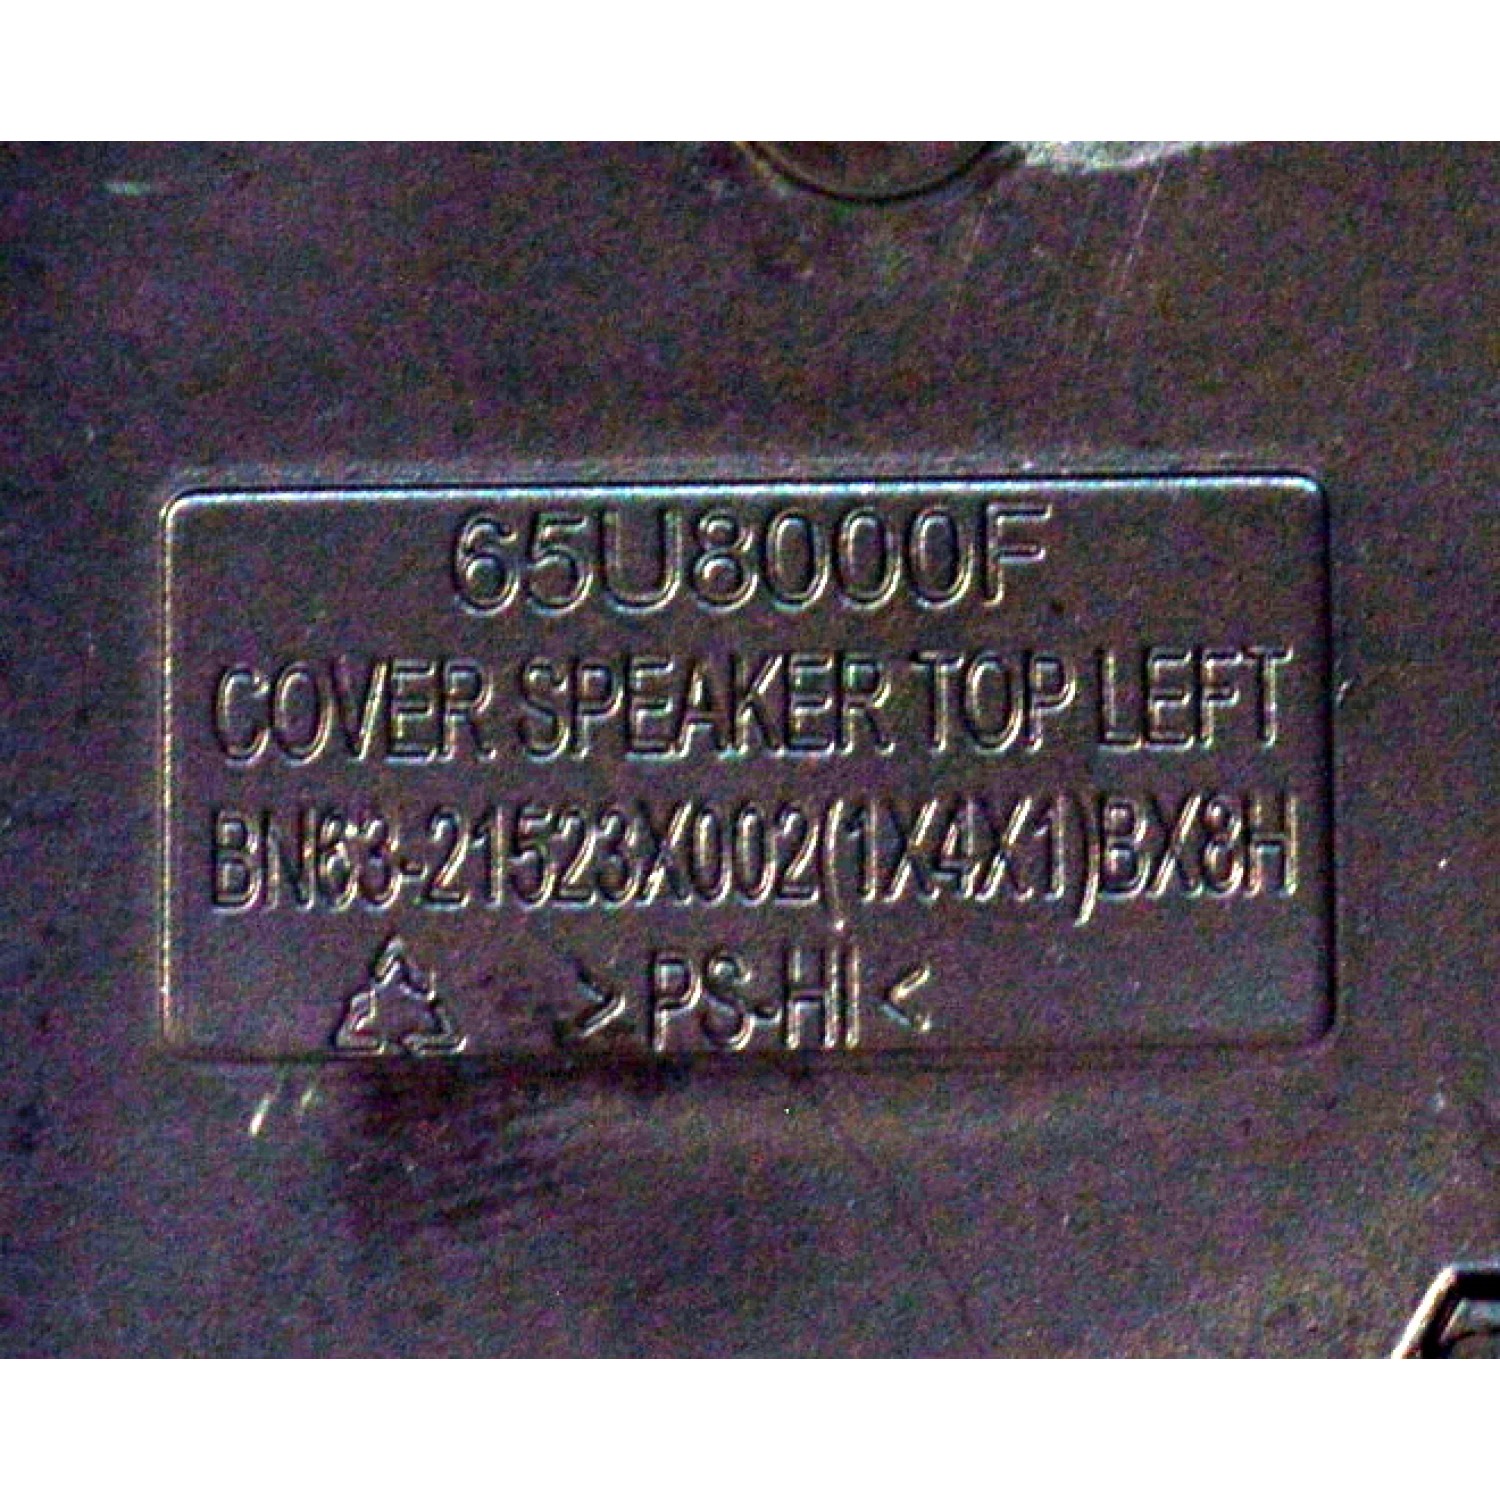 65U8000F
COVER SPEAKER TOP LEFT
BN63-21523X002(1X4X1)BX8H
>PS-HI<